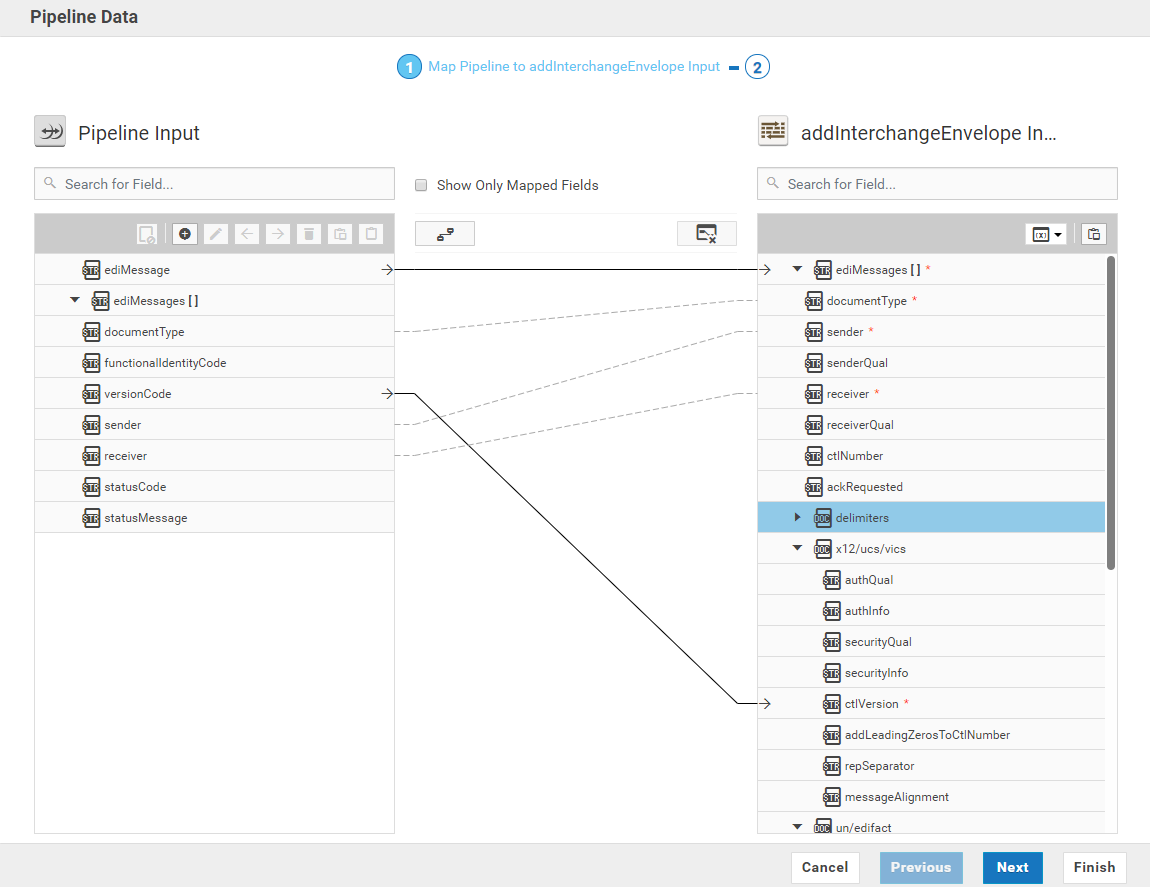 Pipeline Data
1 Map Pipeline to addInterchangeEnvelope Input 2
Pipeline Input
addInterchangeEnvelope In...
Search for Field...
Show Only Mapped Fields
Search for Field...
STR ediMessage
STR ediMessages [ ]
STR documentType
STR functionalIdentityCode
STR versionCode
STR sender
STR receiver
STR statusCode
STR statusMessage
(x)
STR ediMessages [ ] *
STR documentType *
STR sender *
STR senderQual
STR receiver *
STR receiverQual
STR ctlNumber
STR ackRequested
DOC delimiters
DOC x12/ucs/vics
STR authQual
STR authInfo
STR securityQual
STR securityInfo
STR ctlVersion *
STR addLeadingZerosToCtlNumber
STR repSeparator
STR messageAlignment
DOC un/edifact
Cancel Previous Next Finish